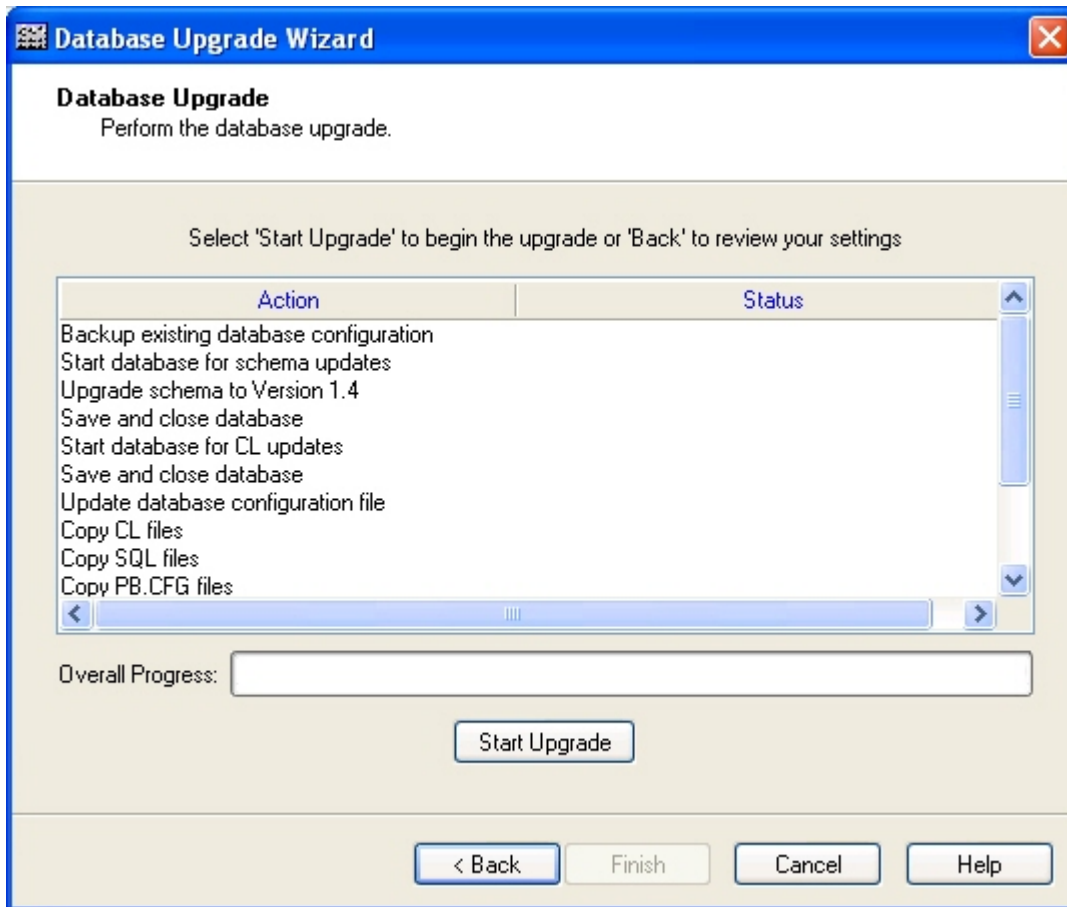 Database Upgrade Wizard
Database Upgrade
Perform the database upgrade.
Select 'Start Upgrade' to begin the upgrade or 'Back' to review your settings
Action Status
Backup existing database configuration
Start database for schema updates
Upgrade schema to Version 1.4
Save and close database
Start database for CL updates
Save and close database
Update database configuration file
Copy CL files
Copy SQL files
Copy PB.CFG files
Overall Progress:
Start Upgrade
< Back Finish Cancel Help